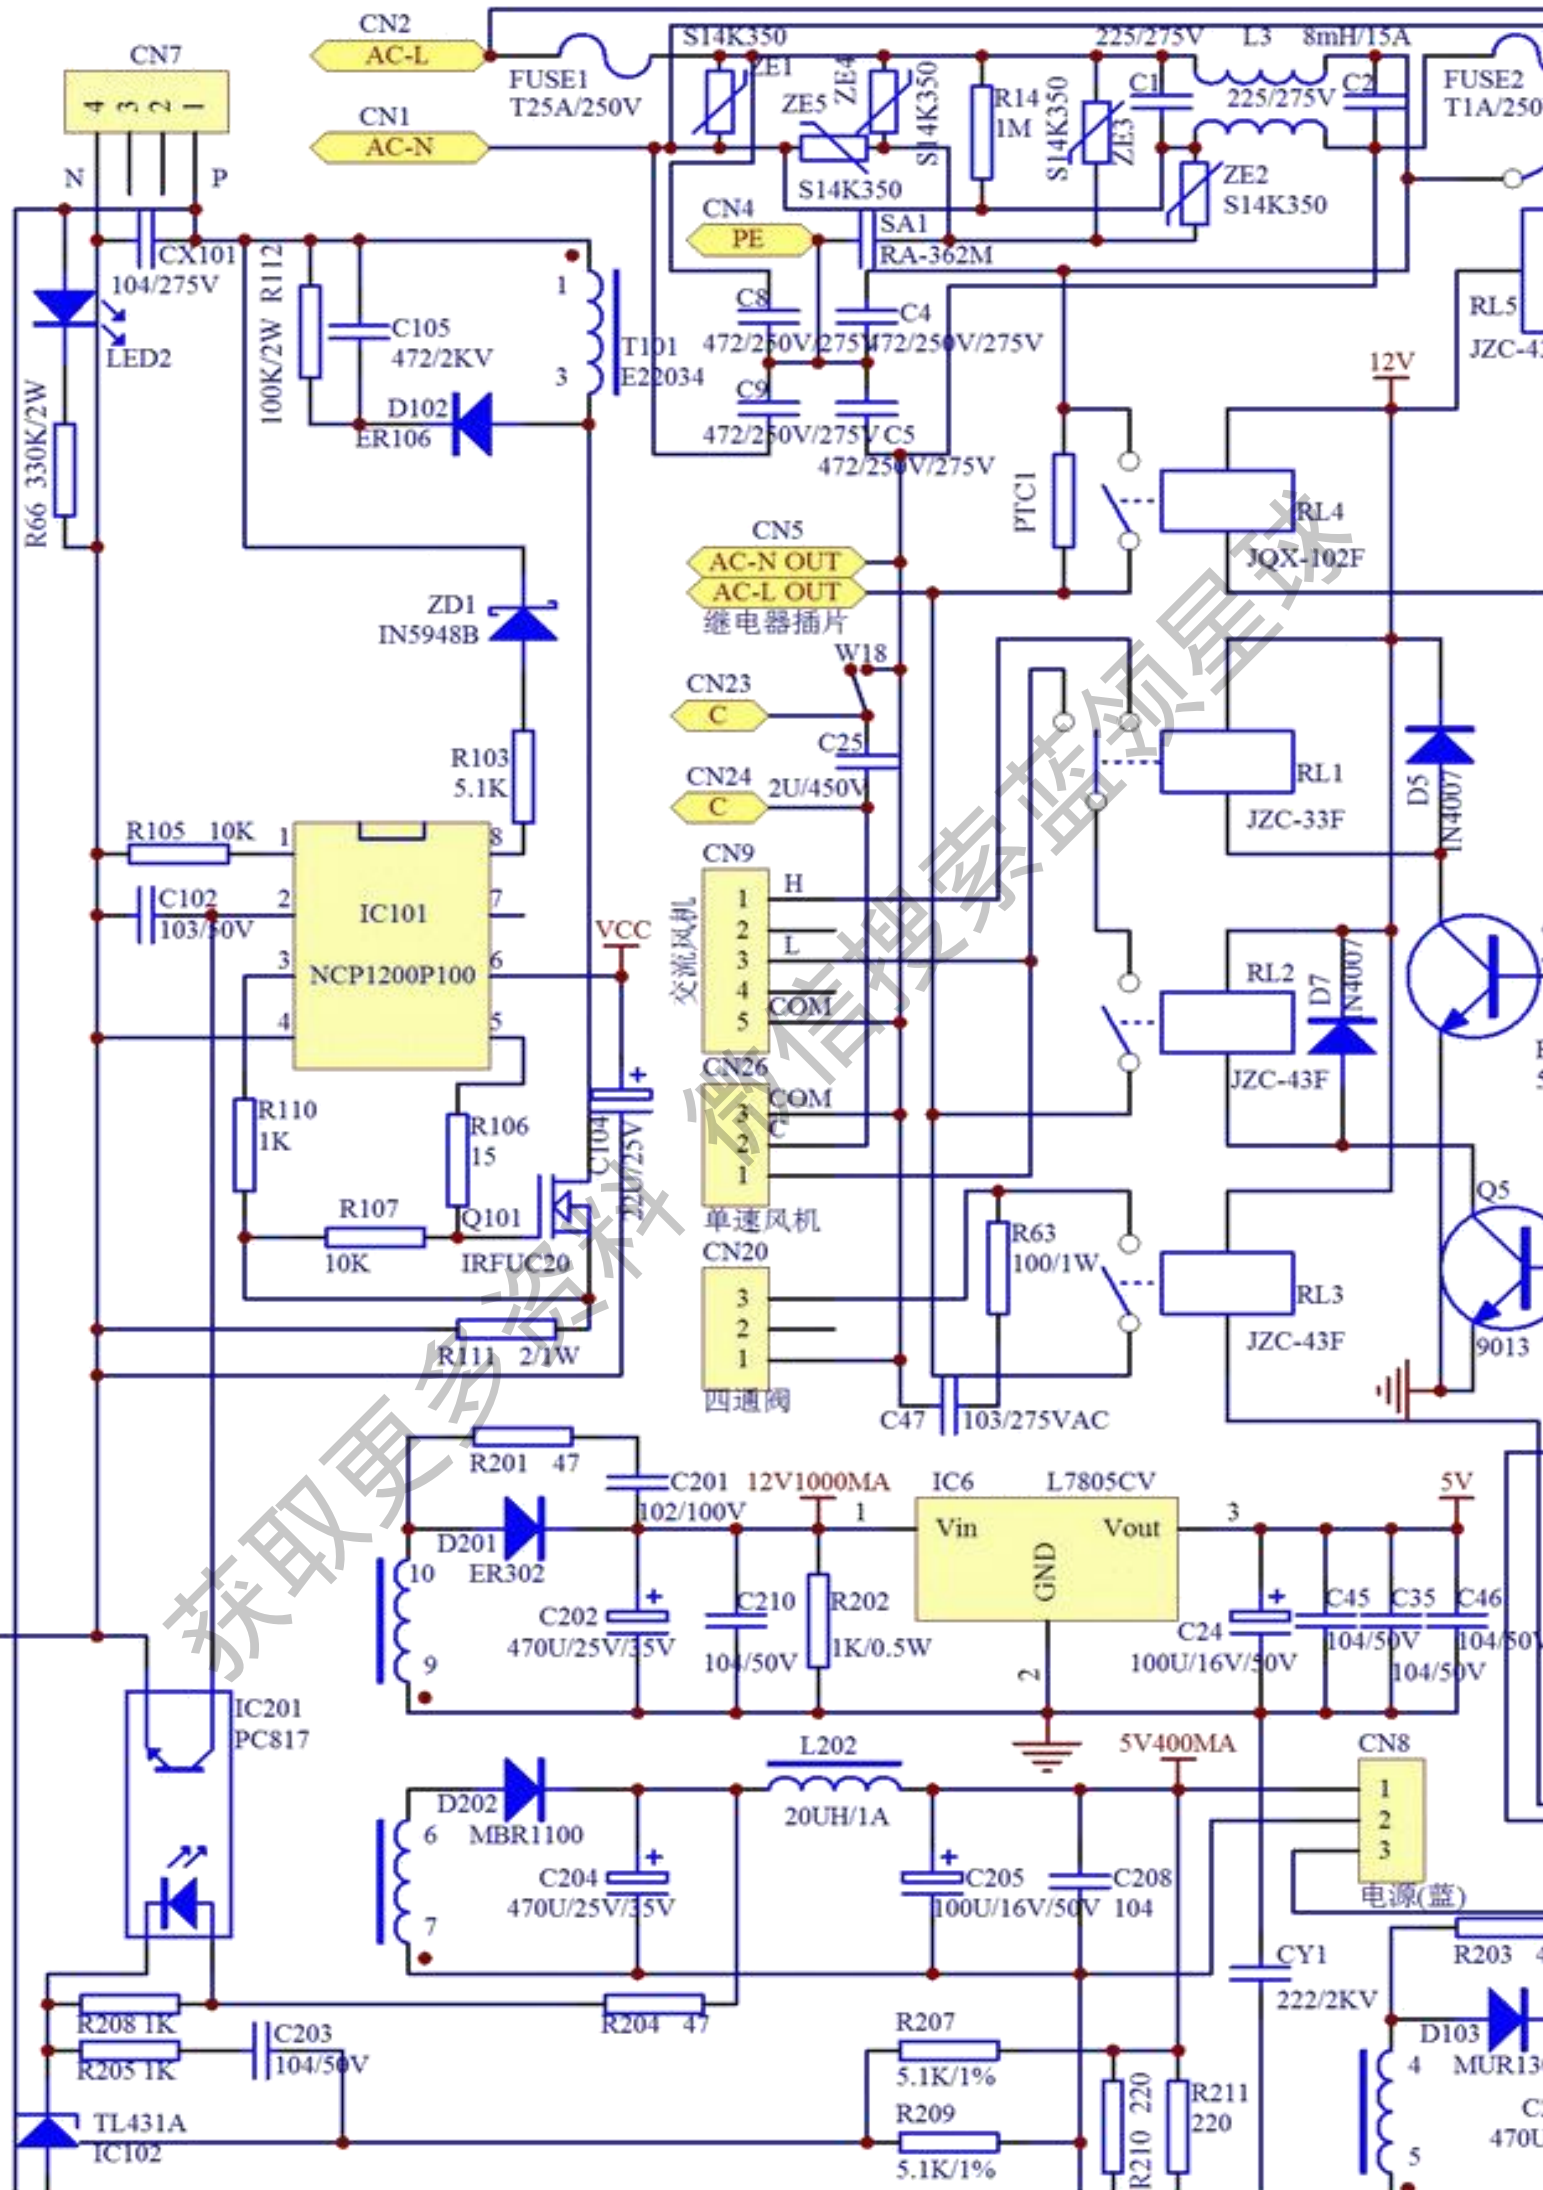 CN2
AC-L
CN7
4 3 2 1
N
P
CN1
AC-N
FUSE1
T25A/250V
S14K350
ZE1
ZE4
S14K350
ZE5
S14K350
R14
1M
S14K350
ZE3
225/275V
L3
8mH/15A
C1
225/275V
C2
FUSE2
T1A/250
ZE2
S14K350
CN4
PE
SA1
RA-362M
CX101
104/275V
LED2
R66 330K/2W
100K/2W R112
C105
472/2KV
D102
ER106
1
3
T101
E22034
C8
472/250V/275V
C4
472/250V/275V
C9
472/250V/275V
C5
472/250V/275V
12V
RL5
JZC-43
PTC1
RL4
JQX-102F
CN5
AC-N OUT
AC-L OUT
继电器插片
ZD1
IN5948B
W18
CN23
C
C25
2U/450V
CN24
C
R103
5.1K
RL1
JZC-33F
D5
IN4007
R105 10K
C102
103/50V
1
2
3
4
8
7
6
5
IC101
NCP1200P100
VCC
CN9
交流风机
1
2
3
4
5
H
L
COM
RL2
JZC-43F
D7
IN4007
CN26
3
2
1
COM
C
单速风机
R110
1K
R106
15
C104
22U/25V
R107
10K
Q101
IRFUC20
R111 2/1W
CN20
3
2
1
四通阀
R63
100/1W
RL3
JZC-43F
Q5
9013
C47
103/275VAC
R201 47
C201
102/100V
12V1000MA
D201
ER302
10
9
C202
470U/25V/35V
C210
104/50V
R202
1K/0.5W
IC6
L7805CV
1
Vin
Vout
GND
3
2
5V
C24
100U/16V/50V
C45
104/50V
C35
104/50V
C46
104/50V
IC201
PC817
D202
MBR1100
6
7
C204
470U/25V/35V
L202
20UH/1A
5V400MA
C205
100U/16V/50V
C208
104
CN8
1
2
3
电源(蓝)
CY1
222/2KV
R203 4
D103
MUR13
4
5
470U
R208 1K
R205 1K
C203
104/50V
R204 47
R207
5.1K/1%
R209
5.1K/1%
R210 220
R211
220
TL431A
IC102
获取更多资料 微信搜索蓝领星球